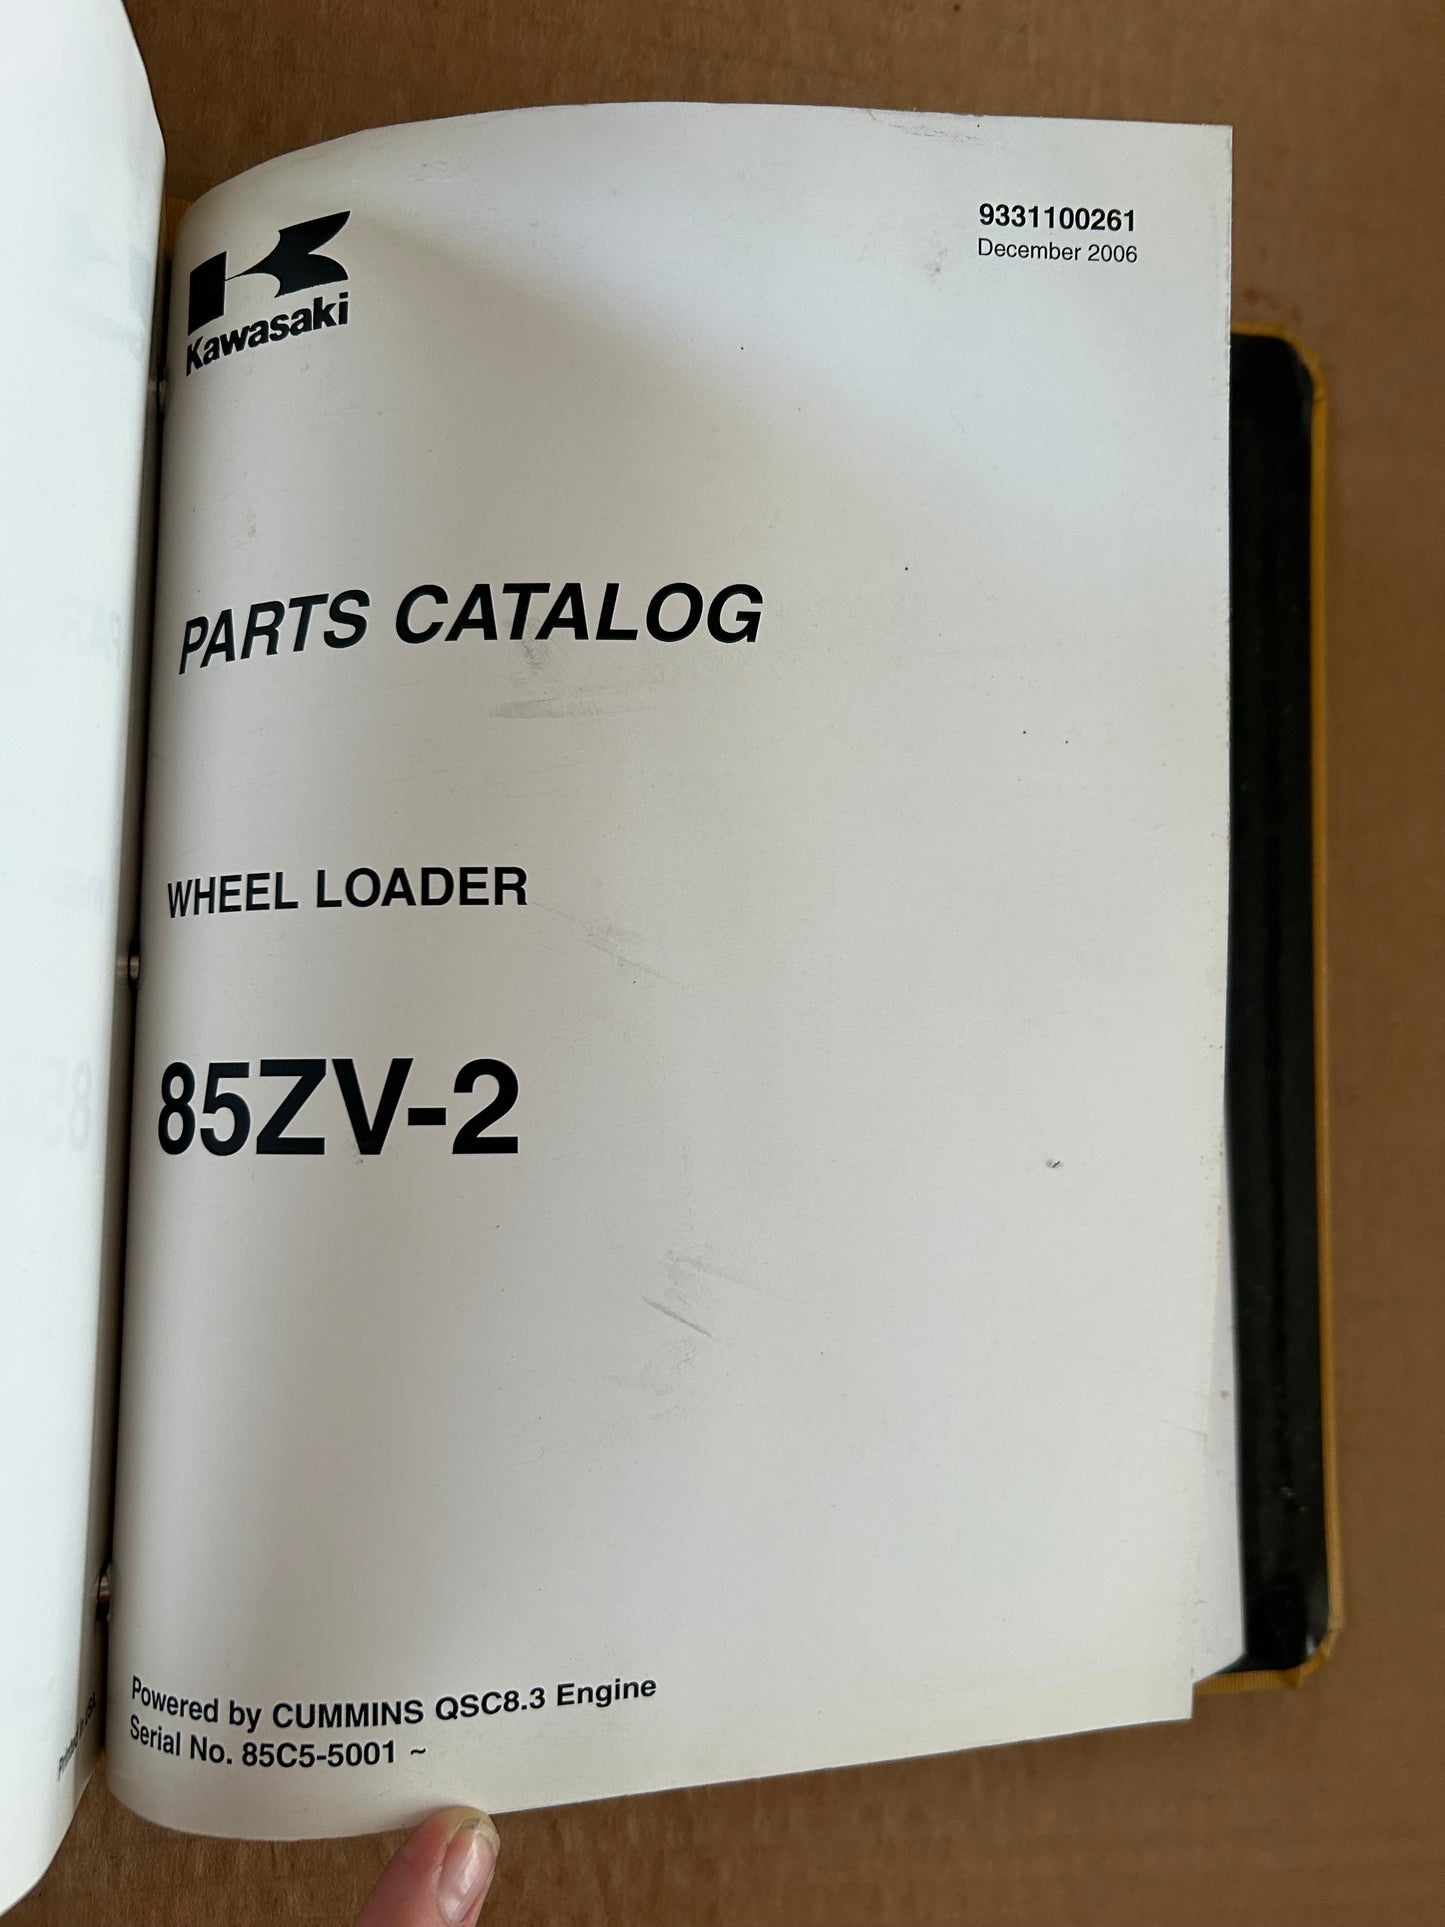 Kawasaki
9331100261
December 2006
PARTS CATALOG
WHEEL LOADER
85ZV-2
Powered by CUMMINS QSC8.3 Engine
Serial No. 85C5-5001 ~